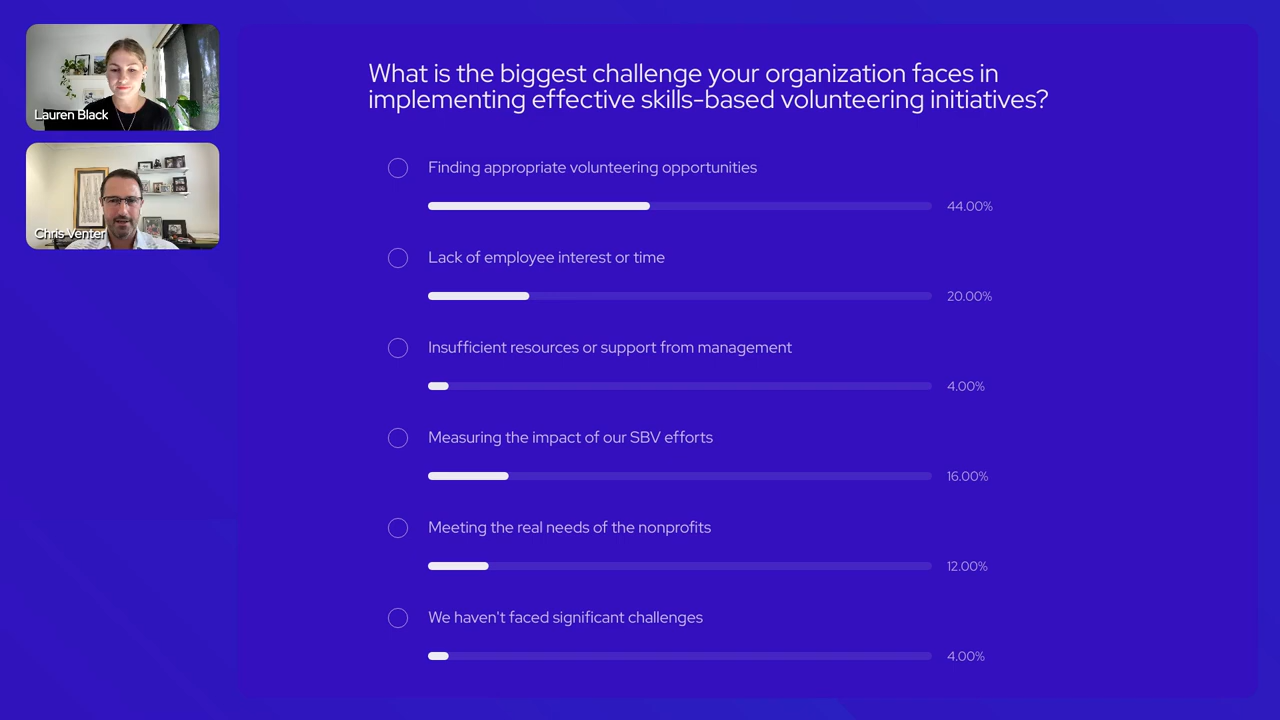 Lauren Black
Chris Venter
What is the biggest challenge your organization faces in
implementing effective skills-based volunteering initiatives?
Finding appropriate volunteering opportunities
44.00%
Lack of employee interest or time
20.00%
Insufficient resources or support from management
4.00%
Measuring the impact of our SBV efforts
16.00%
Meeting the real needs of the nonprofits
12.00%
We haven't faced significant challenges
4.00%